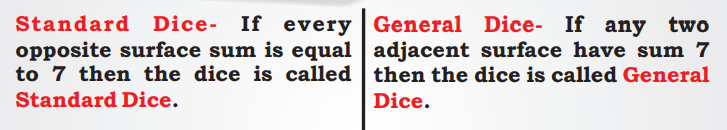 Standard Dice- If every
opposite surface sum is equal
to 7 then the dice is called
Standard Dice.
General Dice- If any two
adjacent surface have sum 7
then the dice is called General
Dice.